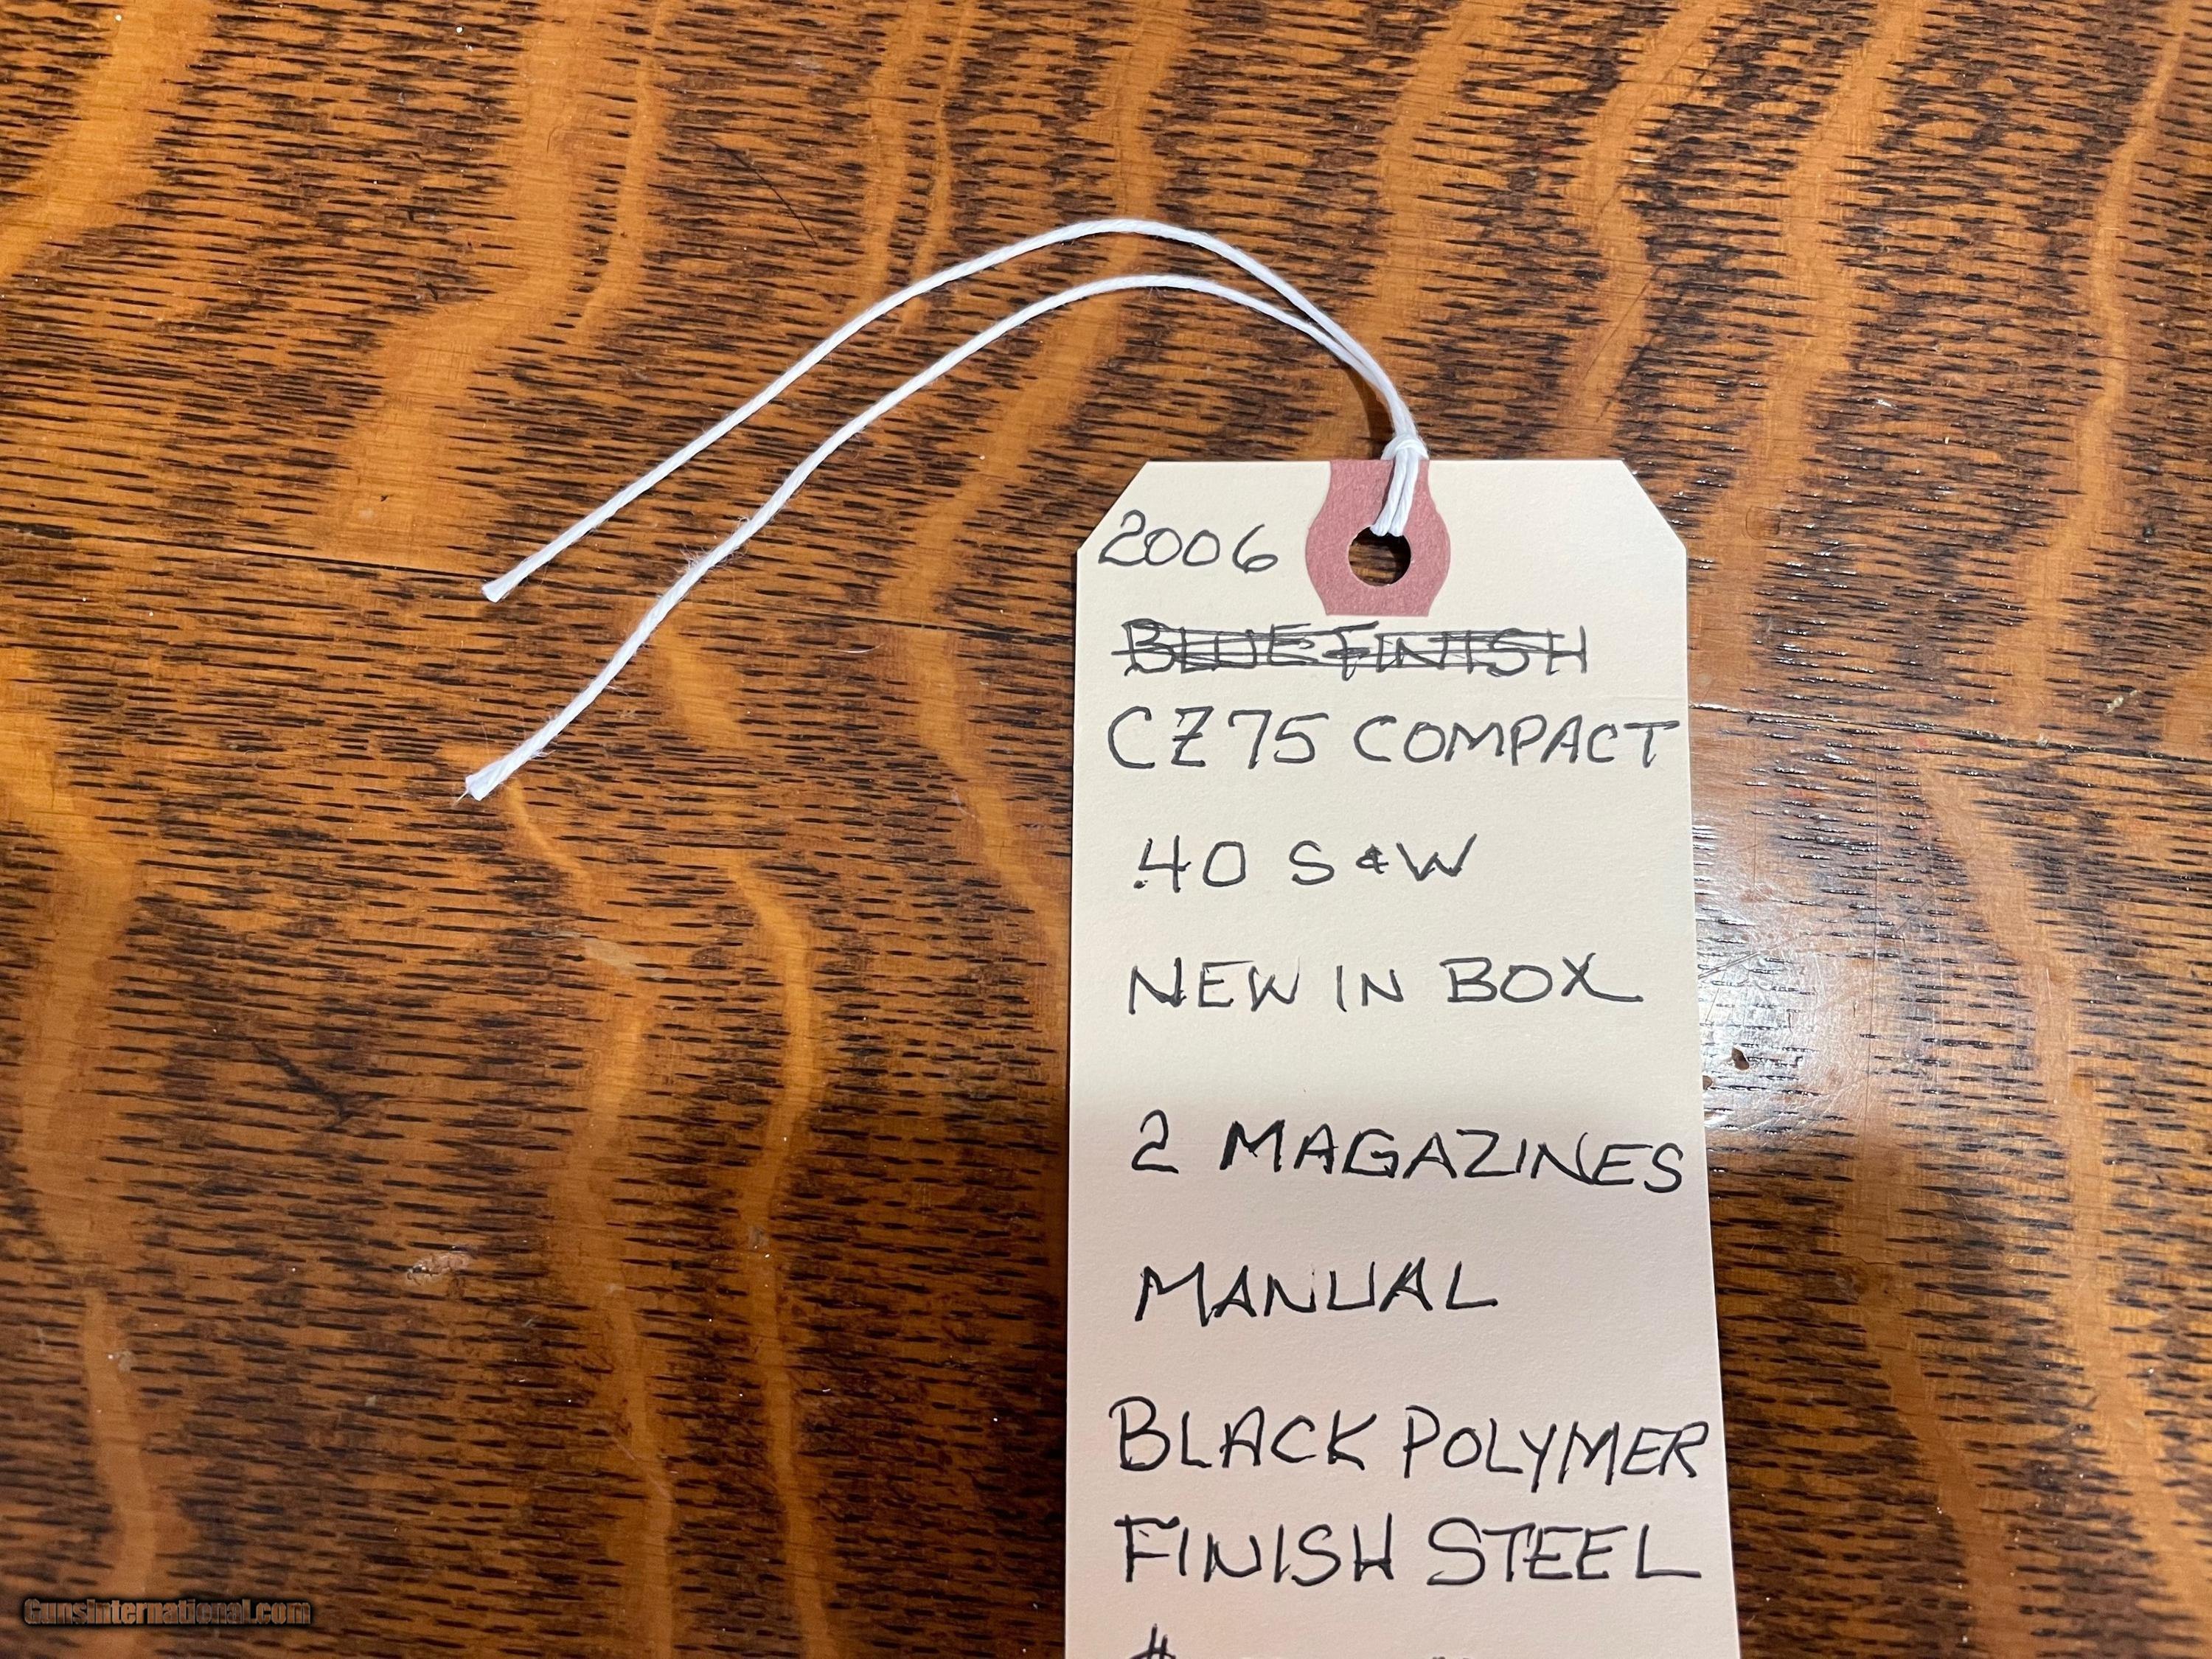 2006
BLUE FINISH
CZ75 COMPACT
.40 S&W
NEW IN BOX
2 MAGAZINES
MANUAL
BLACK POLYMER
FINISH STEEL
GunsInternational.com